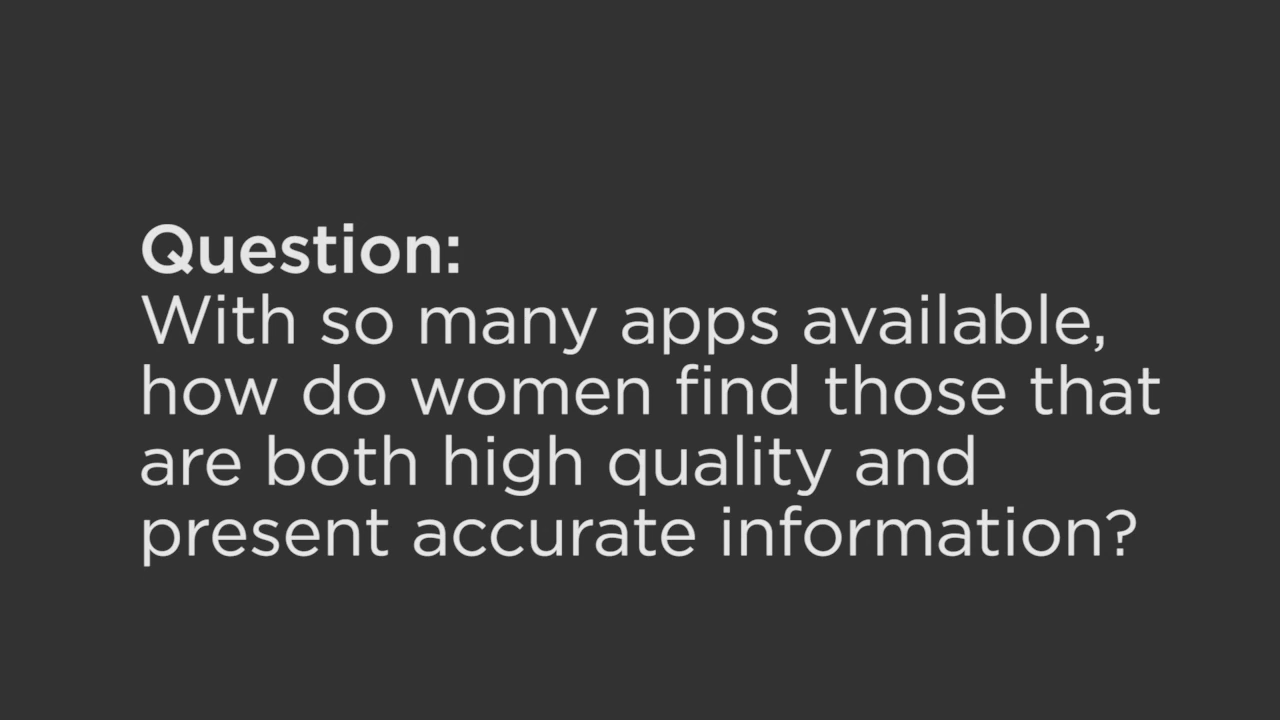 Question:
With so many apps available,
how do women find those that
are both high quality and
present accurate information?